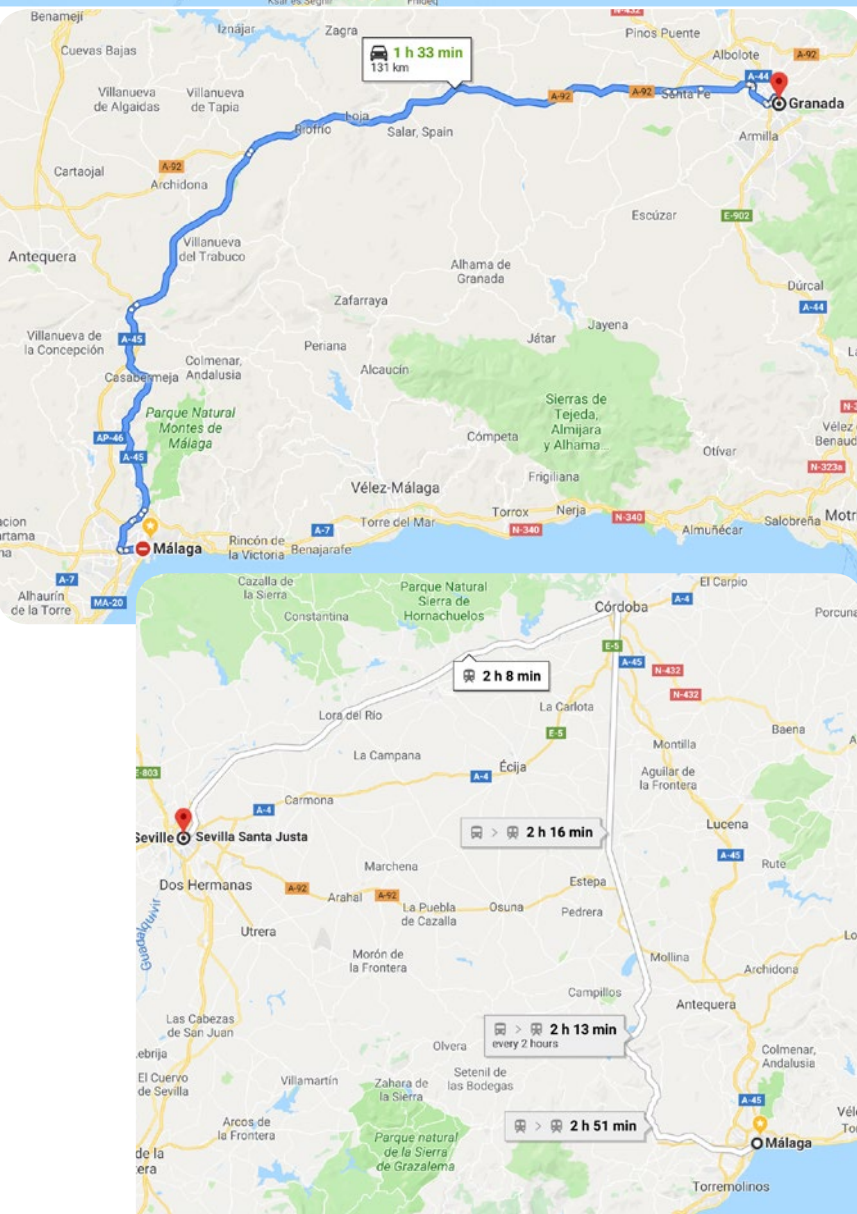 Benamejí
Iznájar
Zagra
Cuevas Bajas
1 h 33 min
131 km
Pinos Puente
Albolote
A-92
Villanueva
de Algaidas
Villanueva
de Tapia
A-44
Granada
A-92
A-92
Santa Fe
Loja
Riofrío
Salar, Spain
Armilla
Cartaojal
A-92
Archidona
Escúzar
E-902
Antequera
Villanueva
del Trabuco
Alhama de
Granada
Dúrcal
Zafarraya
A-44
Villanueva de
la Concepción
A-45
Periana
Játar
Jayena
Colmenar,
Andalusia
Casabermeja
Alcaucín
Parque Natural
Montes de
Málaga
Sierras de
Tejeda,
Almijara
y Alhama...
AP-46
A-45
Cómpeta
Otívar
N-323a
Frigiliana
Vélez-Málaga
Torrox
Nerja
N-340
N-340
Torre del Mar
Almuñécar
Salobreña
Motr
A-7
Rincón de
la Victoria
Benajarafe
Málaga
A-7
Alhaurín
de la Torre
MA-20
Cazalla de
la Sierra
Constantina
Parque Natural
Sierra de
Hornachuelos
Córdoba
A-4
El Carpio
Porcuna
E-5
A-45
N-432
N-432
2 h 8 min
Lora del Río
La Carlota
E-5
Baena
La Campana
Montilla
Écija
A-4
Aguilar de
la Frontera
E-803
Carmona
A-4
Seville
Sevilla Santa Justa
2 h 16 min
Lucena
A-45
Rute
Marchena
Dos Hermanas
A-92
Arahal
A-92
La Puebla
de Cazalla
Osuna
Estepa
Pedrera
Guadalquivir
Utrera
Morón de
la Frontera
Mollina
Archidona
Campillos
Antequera
Las Cabezas
de San Juan
2 h 13 min
every 2 hours
Olvera
Colmenar,
Andalusia
El Cuervo
de Sevilla
Villamartín
Zahara de
la Sierra
Setenil de
las Bodegas
A-45
Arcos de
la Frontera
2 h 51 min
Parque natural
de la Sierra
de Grazalema
Málaga
Torremolinos